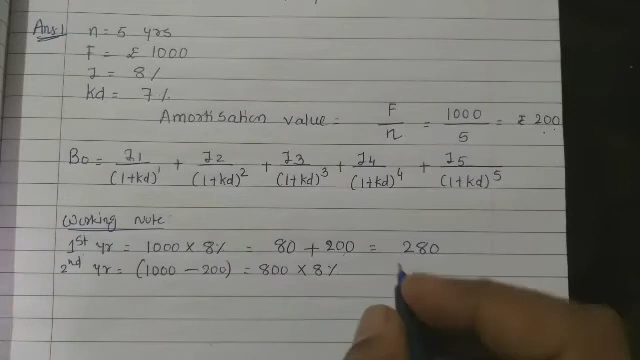 Ans:1 n = 5 yrs
F = ₹ 1000
I = 8 %
kd = 7 %
Amortisation value = F/n = 1000/5 = ₹ 200
B0 = I1/(1+kd)^1 + I2/(1+kd)^2 + I3/(1+kd)^3 + I4/(1+kd)^4 + I5/(1+kd)^5
Working note:
1st yr = 1000 × 8% = 80 + 200 = 280
2nd yr = (1000 - 200) = 800 × 8%